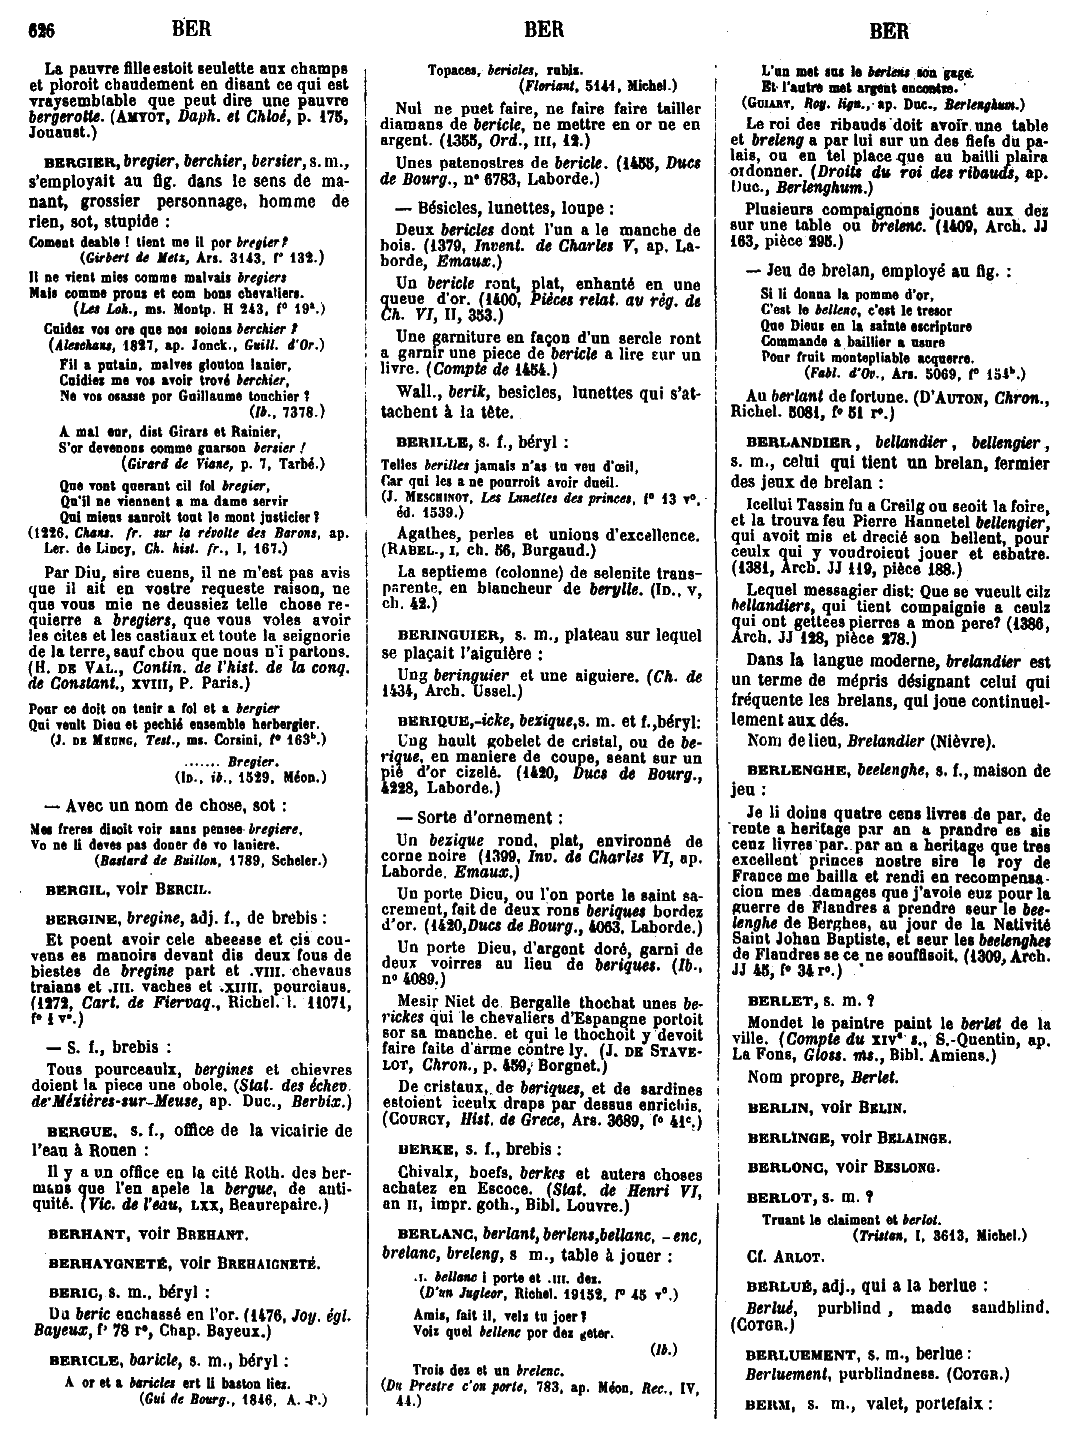 626 BER BER BER
La pauvre fille estoit seulette aux champs
et ploroit chaudement en disant ce qui est
vraysemblable que peut dire une pauvre
bergerotte. (AMYOT, Daph. et Chloé, p. 175,
Jouaust.)
BERGIER, bregier, berchier, bersier, s. m.,
s'employait au fig. dans le sens de ma-
nant, grossier personnage, homme de
rien, sot, stupide :
Coment deable ! tient me il por bregier?
(Girbert de Metz, Ars. 3143, f° 132.)
Il ne vient mies comme malvais bregiers
Mais comme prouz et com bons chevaliers.
(Les Loh., ms. Montp. H 243, f° 19ª.)
Cuidez vos ore que nos soions berchier ?
(Aleschans, 1827, ap. Jonck., Guill. d'Or.)
Fil a putain, malves glouton lanier,
Cuidiez me vos avoir trové berchier,
Ne vos osasse por Guillaume touchier ?
(Ib., 7378.)
A mal eur, dist Girars et Rainier,
S'or devenons comme guarson bersier !
(Girard de Viane, p. 7, Tarbé.)
Que vont querant cil fol bregier,
Qu'il ne viennent a ma dame servir
Qui mieus sauroit tout le mont justicier ?
(1226, Chans. fr. sur la révolte des Barons, ap.
Ler. de Lincy, Ch. hist. fr., I, 167.)
Par Diu, sire cuens, il ne m'est pas avis
que il ait en vostre requeste raison, ne
que vous mie ne deussiez telle chose re-
quierre a bregiers, que vous voles avoir
les cites et les castiaux et toute la seignorie
de la terre, sauf chou que nous n'i partons.
(H. DE VAL., Contin. de l'hist. de la conq.
de Constant., XVIII, P. Paris.)
Pour ce doit on tenir a fol et a bergier
Qui veult Dieu et pechié ensemble herbergier.
(J. DE MEUNG, Test., ms. Corsini, f° 163ᵇ.)
....... Bregier.
(ID., ib., 1529, Méon.)
— Avec un nom de chose, sot :
Mes freres disoit voir sans pensee bregiere,
Vo ne li deves pas doner de vo laniere.
(Bastard de Buillon, 1789, Scheler.)
BERGIL, voir BERCIL.
BERGINE, bregine, adj. f., de brebis :
Et poent avoir cele abeesse et cis cou-
vens es manoirs devant dis deux fous de
biestes de bregine part et .VIII. chevaus
traians et .III. vaches et .XIIII. pourciaus.
(1272, Cart. de Flervaq., Richel. l. 11071,
f° 1 v°.)
— S. f., brebis :
Tous pourceaulx, bergines et chievres
doient la piece une obole. (Stat. des échev.
de Mézières-sur-Meuse, ap. Duc., Berbix.)
BERGUE, s. f., office de la vicairie de
l'eau à Rouen :
Il y a un office en la cité Roth. des ber-
mans que l'en apele la bergue, de anti-
quité. (Vic. de l'eau, LXX, Beaurepaire.)
BERHANT, voir BREHANT.
BERHAYGNETÉ, voir BREHAIGNETÉ.
BERIC, s. m., béryl :
Du beric enchassé en l'or. (1476, Joy. égl.
Bayeux, f° 78 r°, Chap. Bayeux.)
BERICLE, baricle, s. m., béryl :
A or et a baricles ert li baston liez.
(Gui de Bourg., 1846, A. P.)
Topaces, bericles, rubiz.
(Floriant, 5141, Michel.)
Nul ne puet faire, ne faire faire tailler
diamans de bericle, ne mettre en or ne en
argent. (1355, Ord., III, 12.)
Unes patenostres de bericle. (1455, Ducs
de Bourg., n° 6783, Laborde.)
— Bésicles, lunettes, loupe :
Deux bericles dont l'un a le manche de
bois. (1379, Invent. de Charles V, ap. La-
borde, Emaux.)
Un bericle ront, plat, enhanté en une
queue d'or. (1400, Pièces relat. au règ. de
Ch. VI, II, 353.)
Une garniture en façon d'un sercle ront
a garnir une piece de bericle a lire sur un
livre. (Compte de 1454.)
Wall., berik, besicles, lunettes qui s'at-
tachent à la tête.
BERILLE, s. f., béryl :
Telles berilles jamais n'as tu veu d'œil,
Car qui les a ne pourroit avoir dueil.
(J. MESCHINOT, Les Lunettes des princes, f° 13 v°,
éd. 1539.)
Agathes, perles et unions d'excellence.
(RABEL., I, ch. 56, Burgaud.)
La septieme (colonne) de selenite trans-
parente, en blancheur de berylle. (ID., V,
ch. 42.)
BERINGUIER, s. m., plateau sur lequel
se plaçait l'aiguière :
Ung beringuier et une aiguiere. (Ch. de
1434, Arch. Ussel.)
BERIQUE, -icke, bezique, s. m. et f., béryl:
Ung hault gobelet de cristal, ou de be-
rique, en maniere de coupe, seant sur un
pié d'or cizelé. (1420, Ducs de Bourg.,
4228, Laborde.)
— Sorte d'ornement :
Un bezique rond, plat, environné de
corne noire (1399, Inv. de Charles VI, ap.
Laborde, Emaux.)
Un porte Dieu, ou l'on porte le saint sa-
crement, fait de deux rons beriques bordez
d'or. (1420, Ducs de Bourg., 4063, Laborde.)
Un porte Dieu, d'argent doré, garni de
deux voirres au lieu de beriques. (Ib.,
n° 4089.)
Mesir Niet de Bergalle thochat unes be-
rickes qui le chevaliers d'Espangne portoit
sor sa manche, et qui le thochoit y devoit
faire faite d'arme contre ly. (J. DE STAVE-
LOT, Chron., p. 459, Borgnet.)
De cristaux, de beriques, et de sardines
estoient iceulx draps par dessus enrichis.
(COURCY, Hist. de Grece, Ars. 3689, f° 41ᶜ.)
BERKE, s. f., brebis :
Chivalx, boefs, berkes et auters choses
achatez en Escoce. (Stat. de Henri VI,
an II, impr. goth., Bibl. Louvre.)
BERLANC, berlant, berlens, bellanc, -enc,
brelanc, breleng, s m., table à jouer :
.I. bellanc i porte et .III. dez.
(D'un Jugleor, Richel. 19152, f° 45 v°.)
Amis, fait il, velz tu joer ?
Voiz quel bellenc por dez geter.
(Ib.)
Trois dez et un brelenc.
(Du Prestre c'on porte, 783, ap. Méon, Rec., IV,
44.)
L'un met sus le berlens son gage.
Et l'autre met argent encontre.
(GUIART, Roy. lign., ap. Duc., Berlenghum.)
Le roi des ribauds doit avoir une table
et breleng a par lui sur un des fiefs du pa-
lais, ou en tel place que au bailli plaira
ordonner. (Droits du roi des ribauds, ap.
Duc., Berlenghum.)
Plusieurs compaignons jouant aux dez
sur une table ou brelenc. (1409, Arch. JJ
163, pièce 295.)
— Jeu de brelan, employé au fig. :
Si li donna la pomme d'or,
C'est le bellenc, c'est le tresor
Que Dieus en la sainte escripture
Commande a baillier a usure
Pour fruit montepliable acquerre.
(Fabl. d'Ov., Ars. 5069, f° 154ᵇ.)
Au berlant de fortune. (D'AUTON, Chron.,
Richel. 5081, f° 51 r°.)
BERLANDIER, bellandier, bellengier,
s. m., celui qui tient un brelan, fermier
des jeux de brelan :
Icellui Tassin fu a Creilg ou seoit la foire,
et la trouva feu Pierre Hannetel bellengier,
qui avoit mis et drecié son bellent, pour
ceulx qui y voudroient jouer et esbatre.
(1381, Arch. JJ 119, pièce 188.)
Lequel messagier dist: Que se vueult cilz
bellandiers, qui tient compaignie a ceulz
qui ont gettées pierres a mon pere? (1386,
Arch. JJ 128, pièce 278.)
Dans la langue moderne, brelandier est
un terme de mépris désignant celui qui
fréquente les brelans, qui joue continuel-
lement aux dés.
Nom de lieu, Brelandier (Nièvre).
BERLENGHE, beelenghe, s. f., maison de
jeu :
Je li doins quatre cens livres de par. de
rente a heritage par an a prandre es sis
cenz livres par. par an a heritage que tres
excellent princes nostre sire le roy de
France me bailla et rendi en recompensa-
cion mes damages que j'avoie euz pour la
guerre de Flandres a prendre seur le bee-
lenghe de Berghes, au jour de la Nativité
Saint Johan Baptiste, et seur les beelenghes
de Flandres se ce ne souffisoit. (1309, Arch.
JJ 45, f° 34 r°.)
BERLET, s. m. ?
Mondet le paintre paint le berlet de la
ville. (Compte du XIVᵉ s., S.-Quentin, ap.
La Fons, Gloss. ms., Bibl. Amiens.)
Nom propre, Berlet.
BERLIN, voir BELIN.
BERLINGE, voir BELAINGE.
BERLONC, voir BESLONG.
BERLOT, s. m. ?
Truant le claiment et berlot.
(Tristan, I, 3613, Michel.)
Cf. ARLOT.
BERLUÉ, adj., qui a la berlue :
Berlué, purblind, made sandblind.
(COTGR.)
BERLUEMENT, s. m., berlue :
Berluement, purblindness. (COTGR.)
BERM, s. m., valet, portefaix :